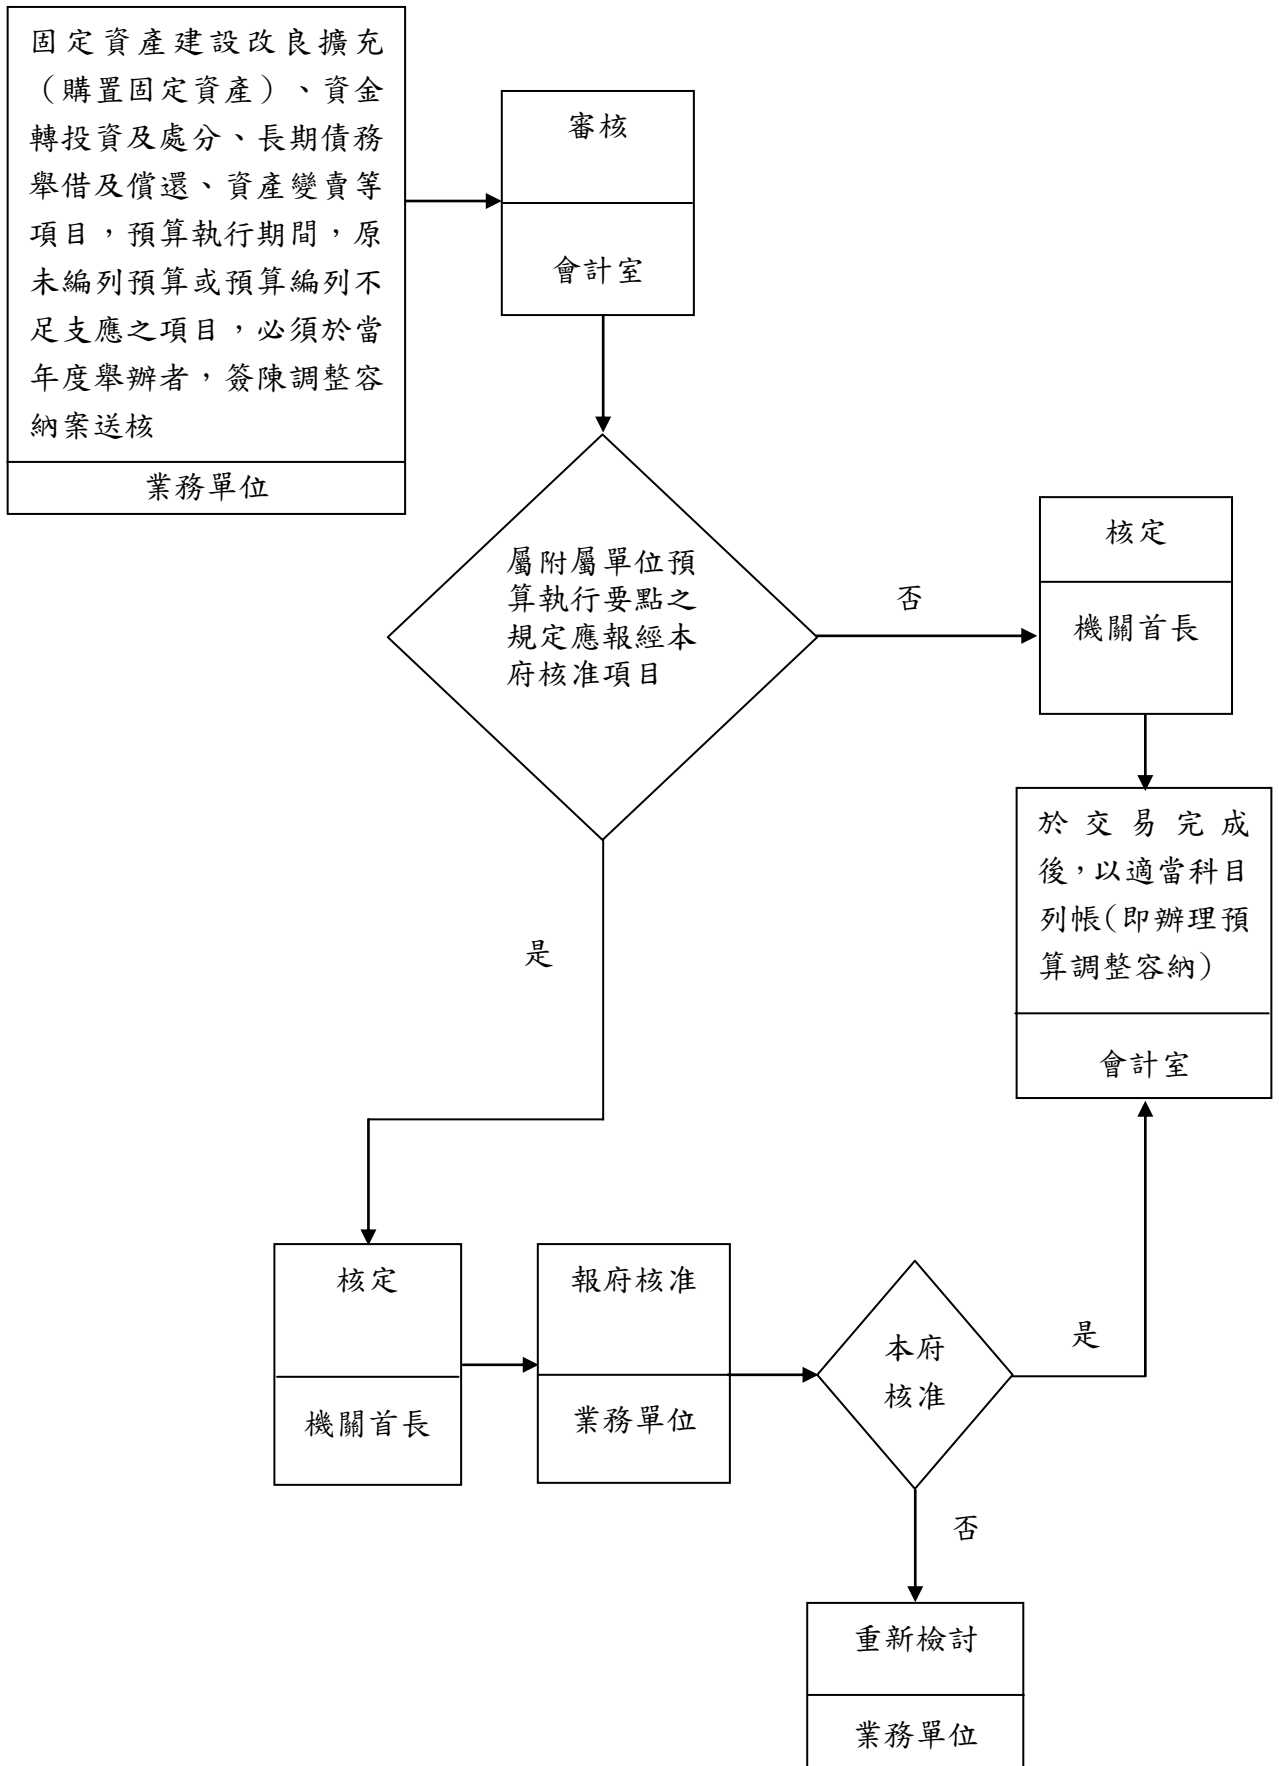 固定資產建設改良擴充
（購置固定資產）、資金
轉投資及處分、長期債務
舉借及償還、資產變賣等
項目，預算執行期間，原
未編列預算或預算編列不
足支應之項目，必須於當
年度舉辦者，簽陳調整容
納案送核
業務單位
審核
會計室
屬附屬單位預
算執行要點之
規定應報經本
府核准項目
否
核定
機關首長
於交易完成
後，以適當科目
列帳(即辦理預
算調整容納)
會計室
是
核定
機關首長
報府核准
業務單位
本府
核准
是
否
重新檢討
業務單位